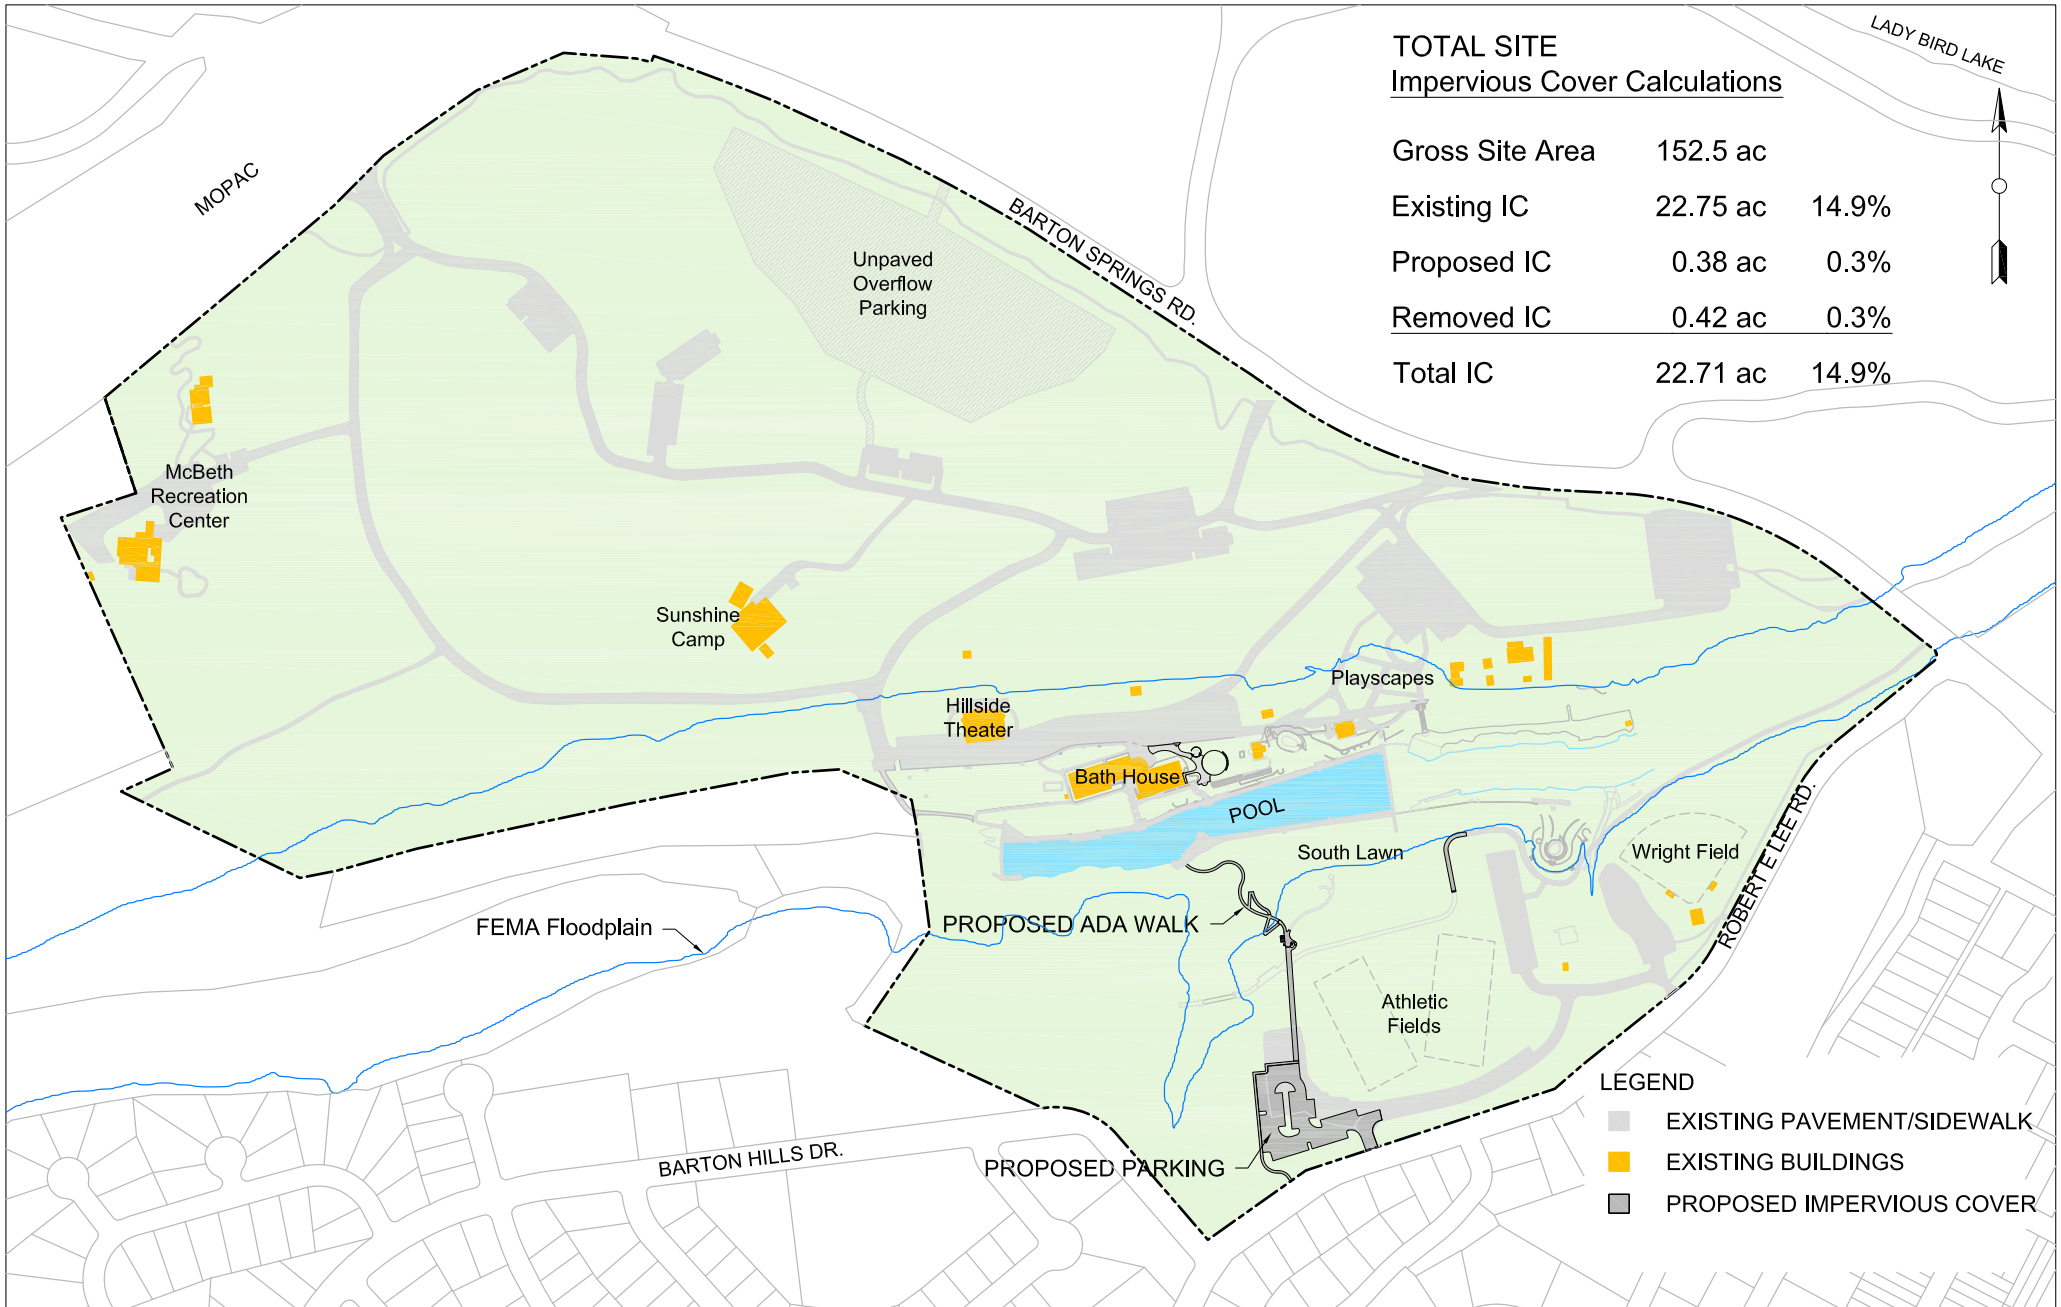 LADY BIRD LAKE
TOTAL SITE
Impervious Cover Calculations
Gross Site Area 152.5 ac
Existing IC 22.75 ac 14.9%
Proposed IC 0.38 ac 0.3%
Removed IC 0.42 ac 0.3%
Total IC 22.71 ac 14.9%
MOPAC
BARTON SPRINGS RD.
Unpaved
Overflow
Parking
McBeth
Recreation
Center
Sunshine
Camp
Hillside
Theater
Playscapes
Bath House
POOL
South Lawn
Wright Field
ROBERT E LEE RD.
FEMA Floodplain
PROPOSED ADA WALK
Athletic
Fields
BARTON HILLS DR.
PROPOSED PARKING
LEGEND
EXISTING PAVEMENT/SIDEWALK
EXISTING BUILDINGS
PROPOSED IMPERVIOUS COVER